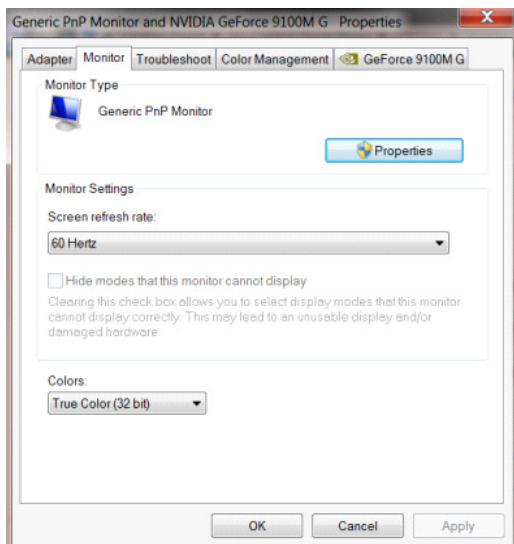 Generic PnP Monitor and NVIDIA GeForce 9100M G Properties
X
Adapter Monitor Troubleshoot Color Management GeForce 9100M G
Monitor Type
Generic PnP Monitor
Properties
Monitor Settings
Screen refresh rate:
60 Hertz
Hide modes that this monitor cannot display
Clearing this check box allows you to select display modes that this monitor
cannot display correctly. This may lead to an unusable display and/or
damaged hardware.
Colors:
True Color (32 bit)
OK Cancel Apply